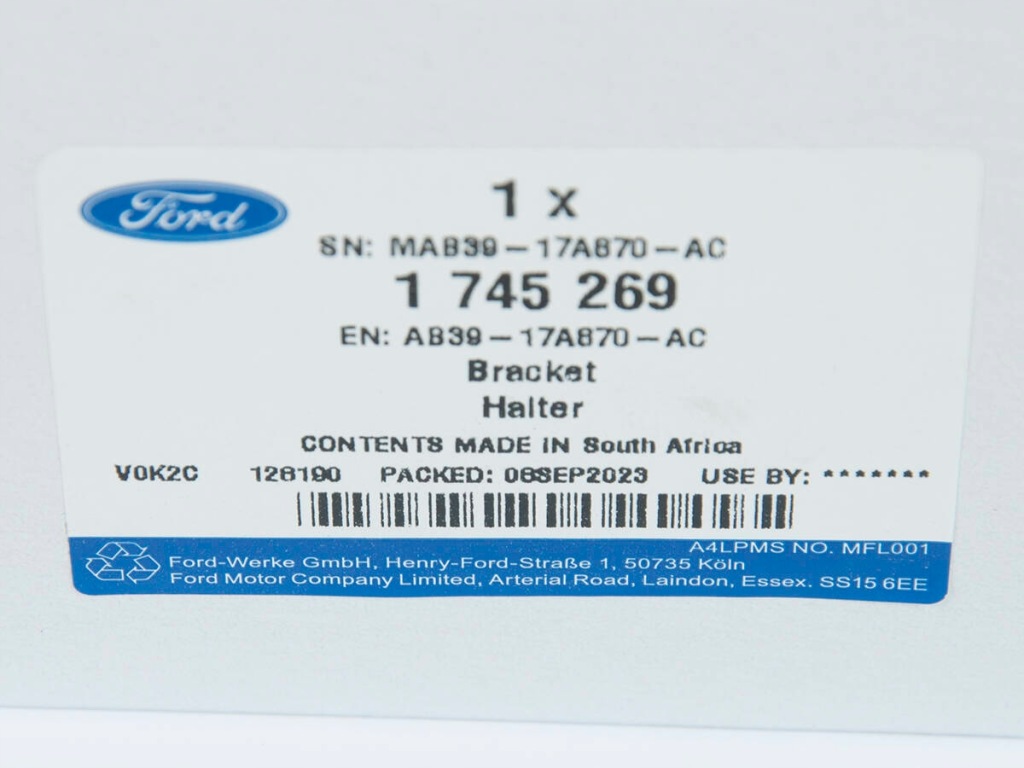 Ford
1 x
SN: MAB39-17A870-AC
1 745 269
EN: AB39-17A870-AC
Bracket
Halter
CONTENTS MADE IN South Africa
V0K2C 126190 PACKED: 06SEP2023 USE BY: *******
A4LPMS NO. MFL001
Ford-Werke GmbH, Henry-Ford-Straße 1, 50735 Köln
Ford Motor Company Limited, Arterial Road, Laindon, Essex. SS15 6EE